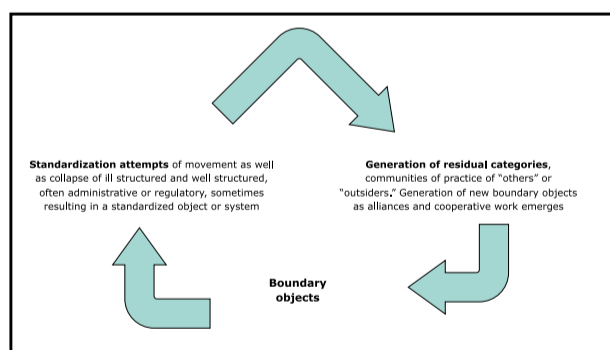 Standardization attempts of movement as well
as collapse of ill structured and well structured,
often administrative or regulatory, sometimes
resulting in a standardized object or system
Generation of residual categories,
communities of practice of “others” or
“outsiders.” Generation of new boundary objects
as alliances and cooperative work emerges
Boundary
objects